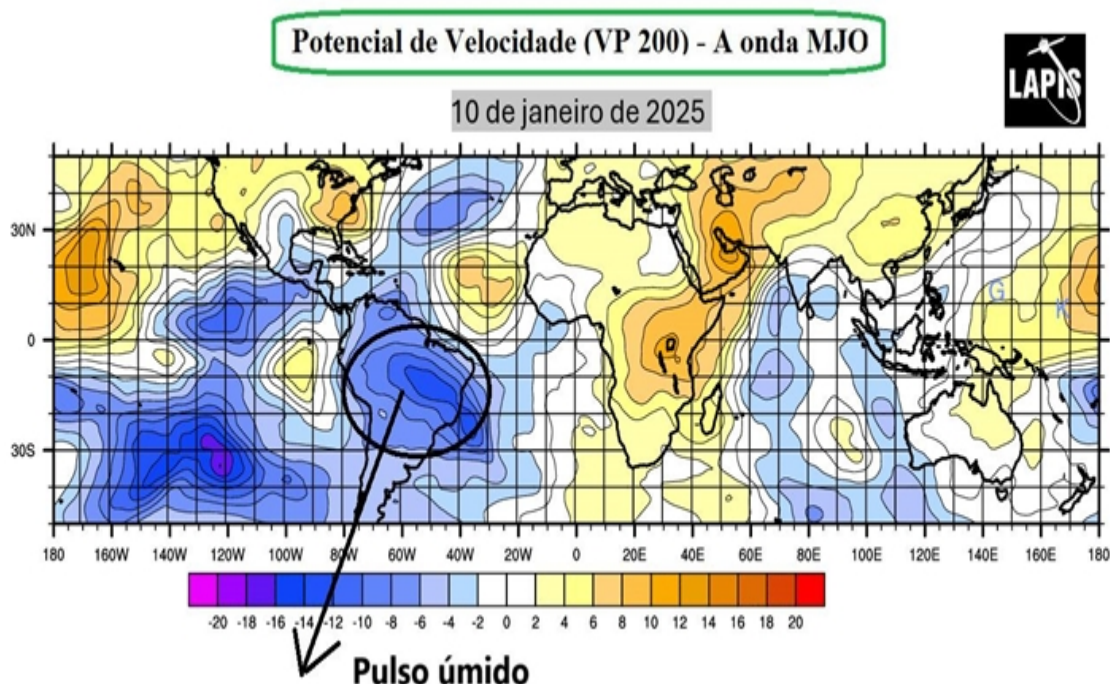 Potencial de Velocidade (VP 200) - A onda MJO
LAPIS
10 de janeiro de 2025
30N
0
30S
G
K
180 160W 140W 120W 100W 80W 60W 40W 20W 0 20E 40E 60E 80E 100E 120E 140E 160E 180
-20 -18 -16 -14 -12 -10 -8 -6 -4 -2 0 2 4 6 8 10 12 14 16 18 20
Pulso úmido